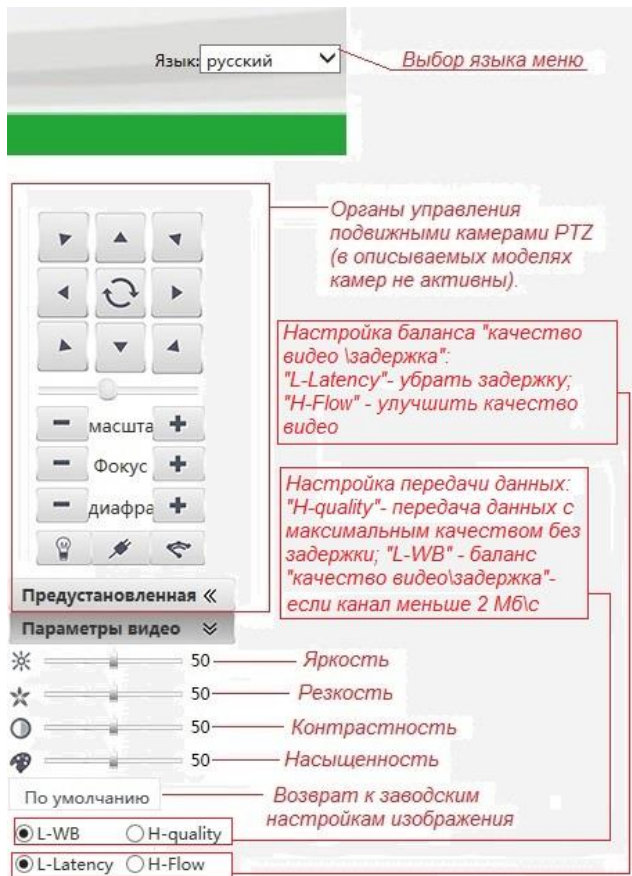 Язык: русский
Выбор языка меню
Органы управления
подвижными камерами PTZ
(в описываемых моделях
камер не активны).
Настройка баланса "качество
видео \задержка":
"L-Latency"- убрать задержку;
"H-Flow" - улучшить качество
видео
масшта
Фокус
диафра
Настройка передачи данных:
"H-quality"- передача данных с
максимальным качеством без
задержки; "L-WB" - баланс
"качество видео\задержка"-
если канал меньше 2 Мб\с
Предустановленная
Параметры видео
50 Яркость
50 Резкость
50 Контрастность
50 Насыщенность
По умолчанию
Возврат к заводским
настройкам изображения
L-WB H-quality
L-Latency H-Flow